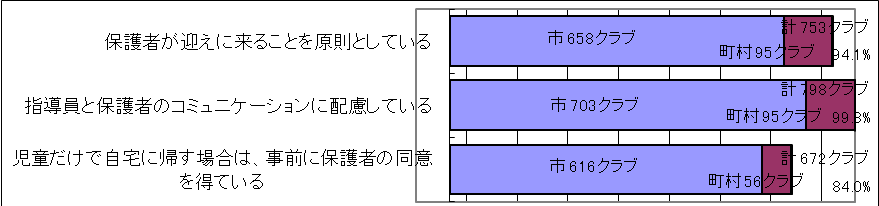 保護者が迎えに来ることを原則としている
市658クラブ
計753クラブ
町村95クラブ
94.1%
指導員と保護者のコミュニケーションに配慮している
市703クラブ
計798クラブ
町村95クラブ
99.8%
児童だけで自宅に帰す場合は、事前に保護者の同意
を得ている
市616クラブ
計672クラブ
町村56クラブ
84.0%